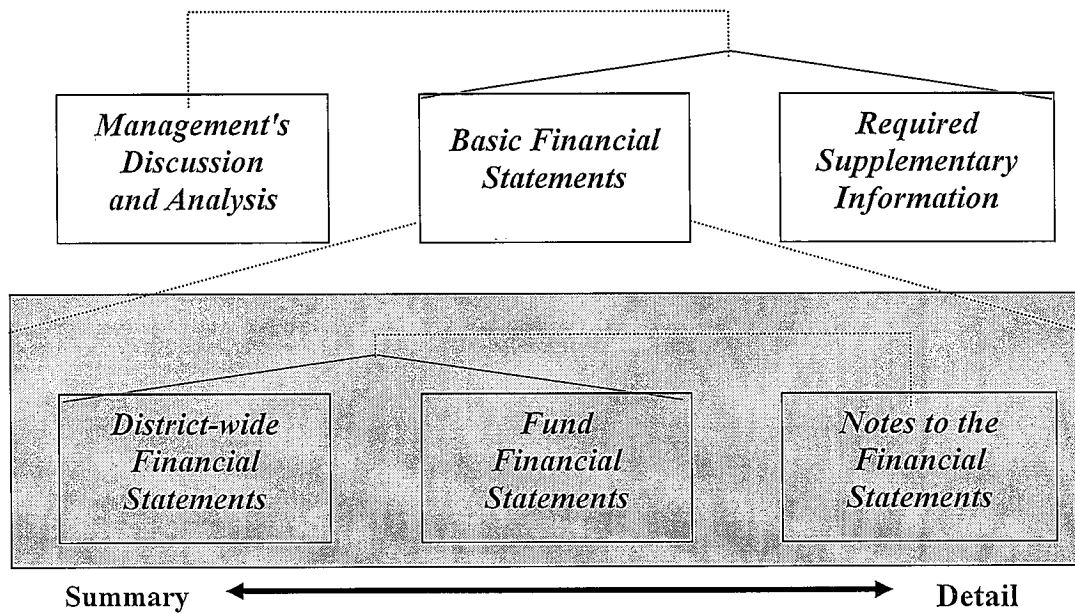 Management's
Discussion
and Analysis
Basic Financial
Statements
Required
Supplementary
Information
District-wide
Financial
Statements
Fund
Financial
Statements
Notes to the
Financial
Statements
Summary
Detail